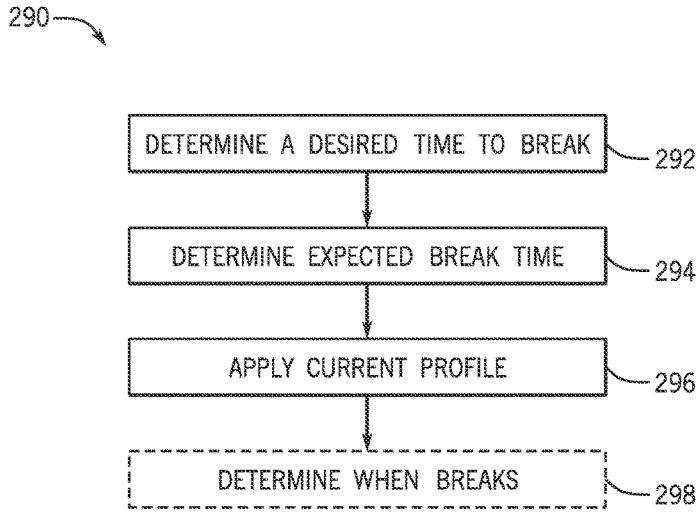 290
DETERMINE A DESIRED TIME TO BREAK
292
DETERMINE EXPECTED BREAK TIME
294
APPLY CURRENT PROFILE
296
DETERMINE WHEN BREAKS
298